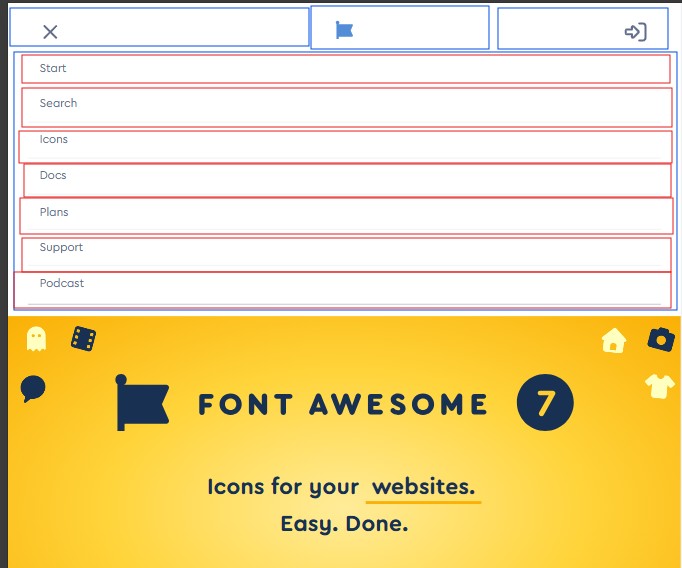 Start
Search
Icons
Docs
Plans
Support
Podcast
FONT AWESOME 7
Icons for your websites.
Easy. Done.